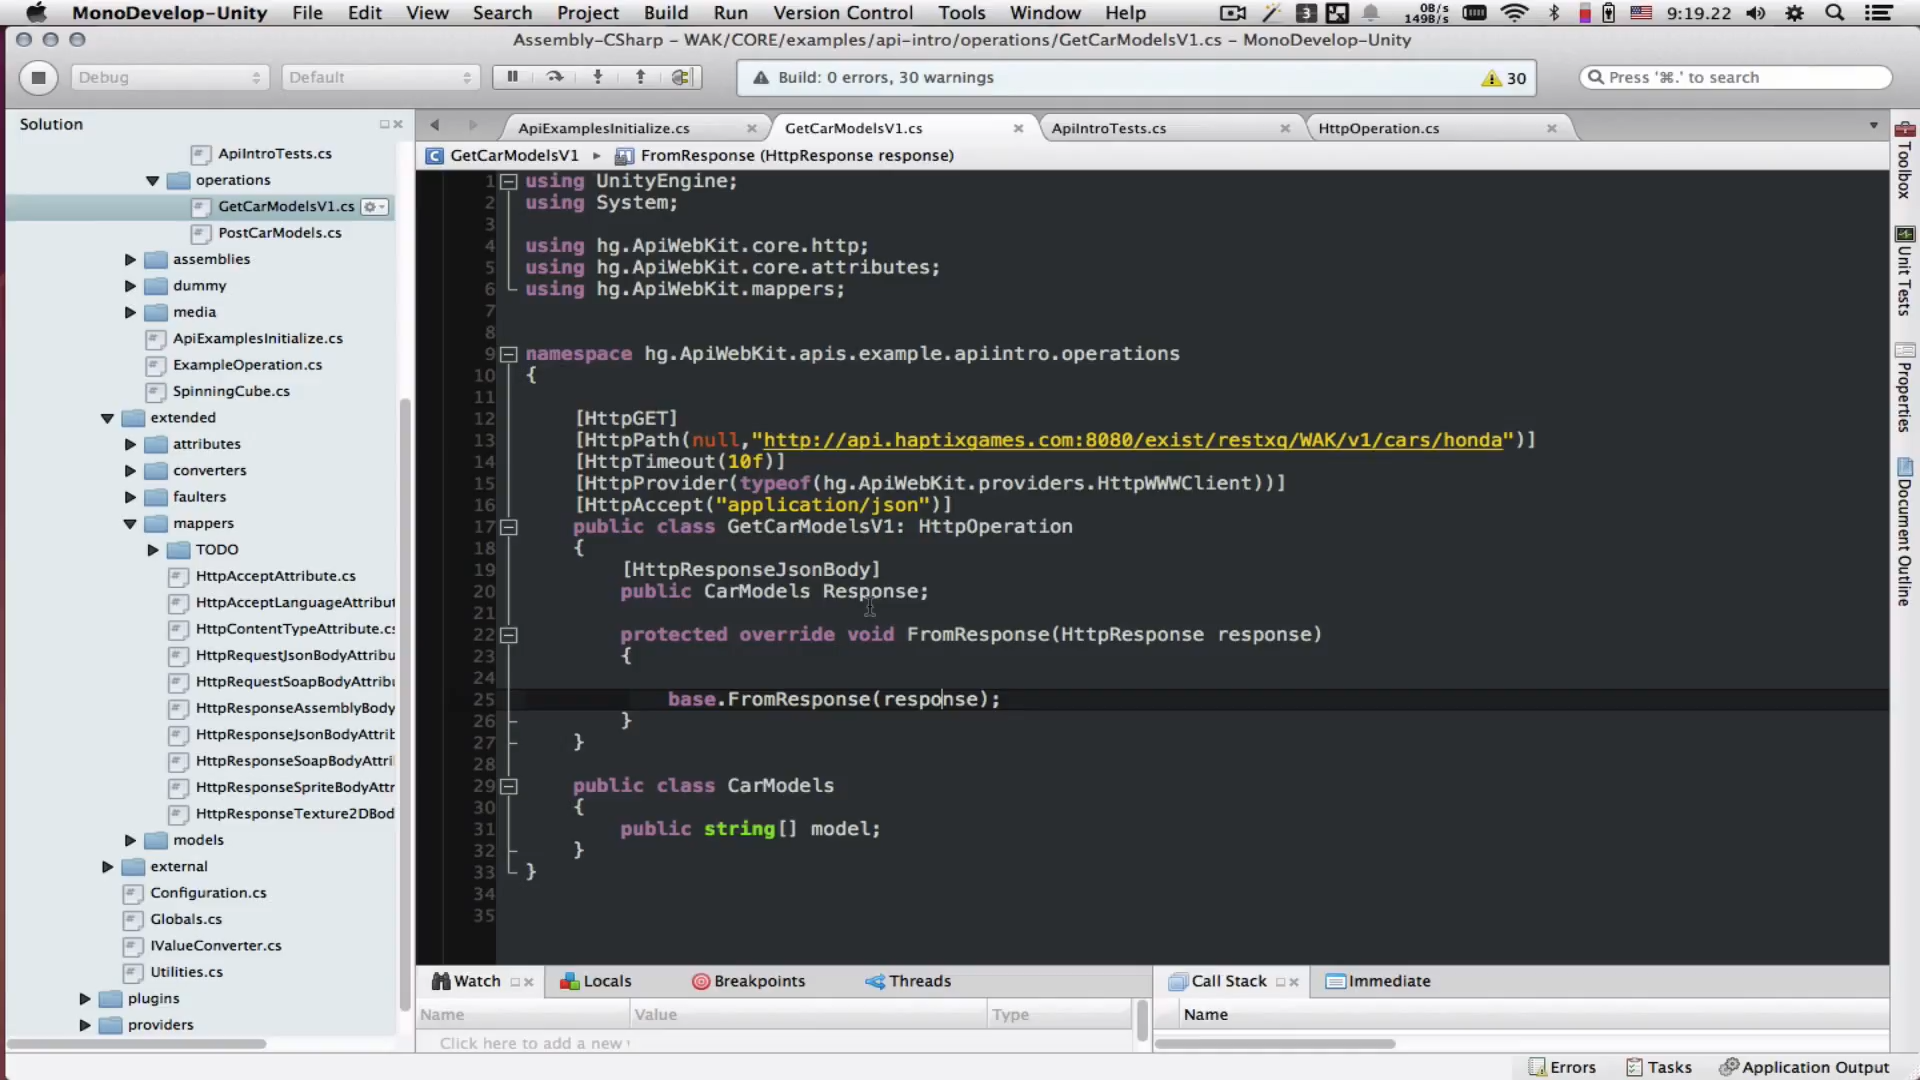 MonoDevelop-Unity File Edit View Search Project Build Run Version Control Tools Window Help 3 0B/s 149B/s 9:19.22
Assembly-CSharp – WAK/CORE/examples/api-intro/operations/GetCarModelsV1.cs – MonoDevelop-Unity
Debug Default Build: 0 errors, 30 warnings 30 Press '⌘.' to search
Solution
ApiIntroTests.cs
operations
GetCarModelsV1.cs
PostCarModels.cs
assemblies
dummy
media
ApiExamplesInitialize.cs
ExampleOperation.cs
SpinningCube.cs
extended
attributes
converters
faulters
mappers
TODO
HttpAcceptAttribute.cs
HttpAcceptLanguageAttribut
HttpContentTypeAttribute.cs
HttpRequestJsonBodyAttribu
HttpRequestSoapBodyAttribu
HttpResponseAssemblyBody
HttpResponseJsonBodyAttrib
HttpResponseSoapBodyAttri
HttpResponseSpriteBodyAttr
HttpResponseTexture2DBod
models
external
Configuration.cs
Globals.cs
IValueConverter.cs
Utilities.cs
plugins
providers
ApiExamplesInitialize.cs GetCarModelsV1.cs ApiIntroTests.cs HttpOperation.cs
GetCarModelsV1 FromResponse (HttpResponse response)
1 using UnityEngine;
2 using System;
3
4 using hg.ApiWebKit.core.http;
5 using hg.ApiWebKit.core.attributes;
6 using hg.ApiWebKit.mappers;
7
8
9 namespace hg.ApiWebKit.apis.example.apiintro.operations
10 {
11
12 [HttpGET]
13 [HttpPath(null,"http://api.haptixgames.com:8080/exist/restxq/WAK/v1/cars/honda")]
14 [HttpTimeout(10f)]
15 [HttpProvider(typeof(hg.ApiWebKit.providers.HttpWWWClient))]
16 [HttpAccept("application/json")]
17 public class GetCarModelsV1: HttpOperation
18 {
19 [HttpResponseJsonBody]
20 public CarModels Response;
21
22 protected override void FromResponse(HttpResponse response)
23 {
24
25 base.FromResponse(response);
26 }
27 }
28
29 public class CarModels
30 {
31 public string[] model;
32 }
33 }
34
35
Toolbox
Unit Tests
Properties
Document Outline
Watch Locals Breakpoints Threads Call Stack Immediate
Name Value Type Name
Click here to add a new
Errors Tasks Application Output